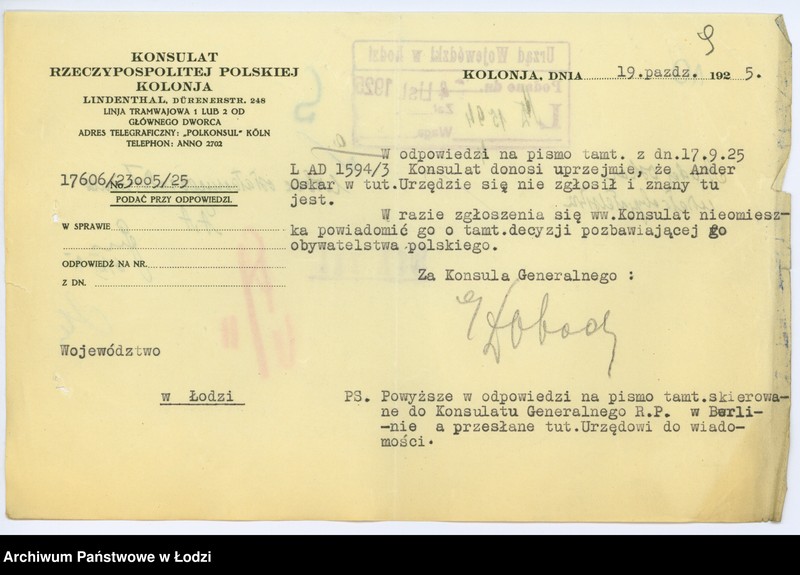 KONSULAT
RZECZYPOSPOLITEJ POLSKIEJ
KOLONJA
LINDENTHAL, DÜRENERSTR. 248
LINJA TRAMWAJOWA 1 LUB 2 OD
GŁÓWNEGO DWORCA
ADRES TELEGRAFICZNY: „POLKONSUL" KÖLN
TELEPHON: ANNO 2702
9
KOLONJA, DNIA 19.pazdz. 1925.
Urząd Wojewódzki w Łodzi
17606/No 23005/25
PODAĆ PRZY ODPOWIEDZI.
W SPRAWIE
ODPOWIEDŹ NA NR.
Z DN.
W odpowiedzi na pismo tamt. z dn.17.9.25
L AD 1594/3 Konsulat donosi uprzejmie, że Ander
Oskar w tut.Urzędzie się nie zgłosił i znany tu
jest.
W razie zgłoszenia się ww.Konsulat nieomiesz-
ka powiadomić go o tamt.decyzji pozbawiającej go
obywatelstwa polskiego.
Za Konsula Generalnego :
Województwo
w Łodzi
PS. Powyższe w odpowiedzi na pismo tamt.skierowa-
ne do Konsulatu Generalnego R.P. w Berli-
-nie a przesłane tut.Urzędowi do wiado-
mości.
Archiwum Państwowe w Łodzi